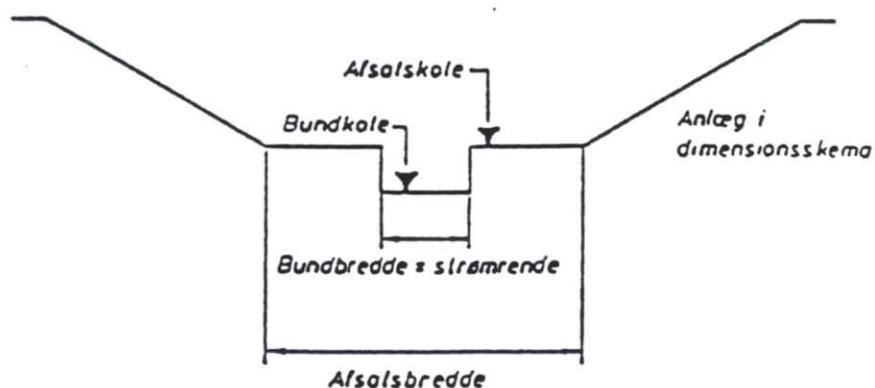 Afsatskote
Bundkote
Anlæg i
dimensionsskema
Bundbredde = strømrende
Afsatsbredde